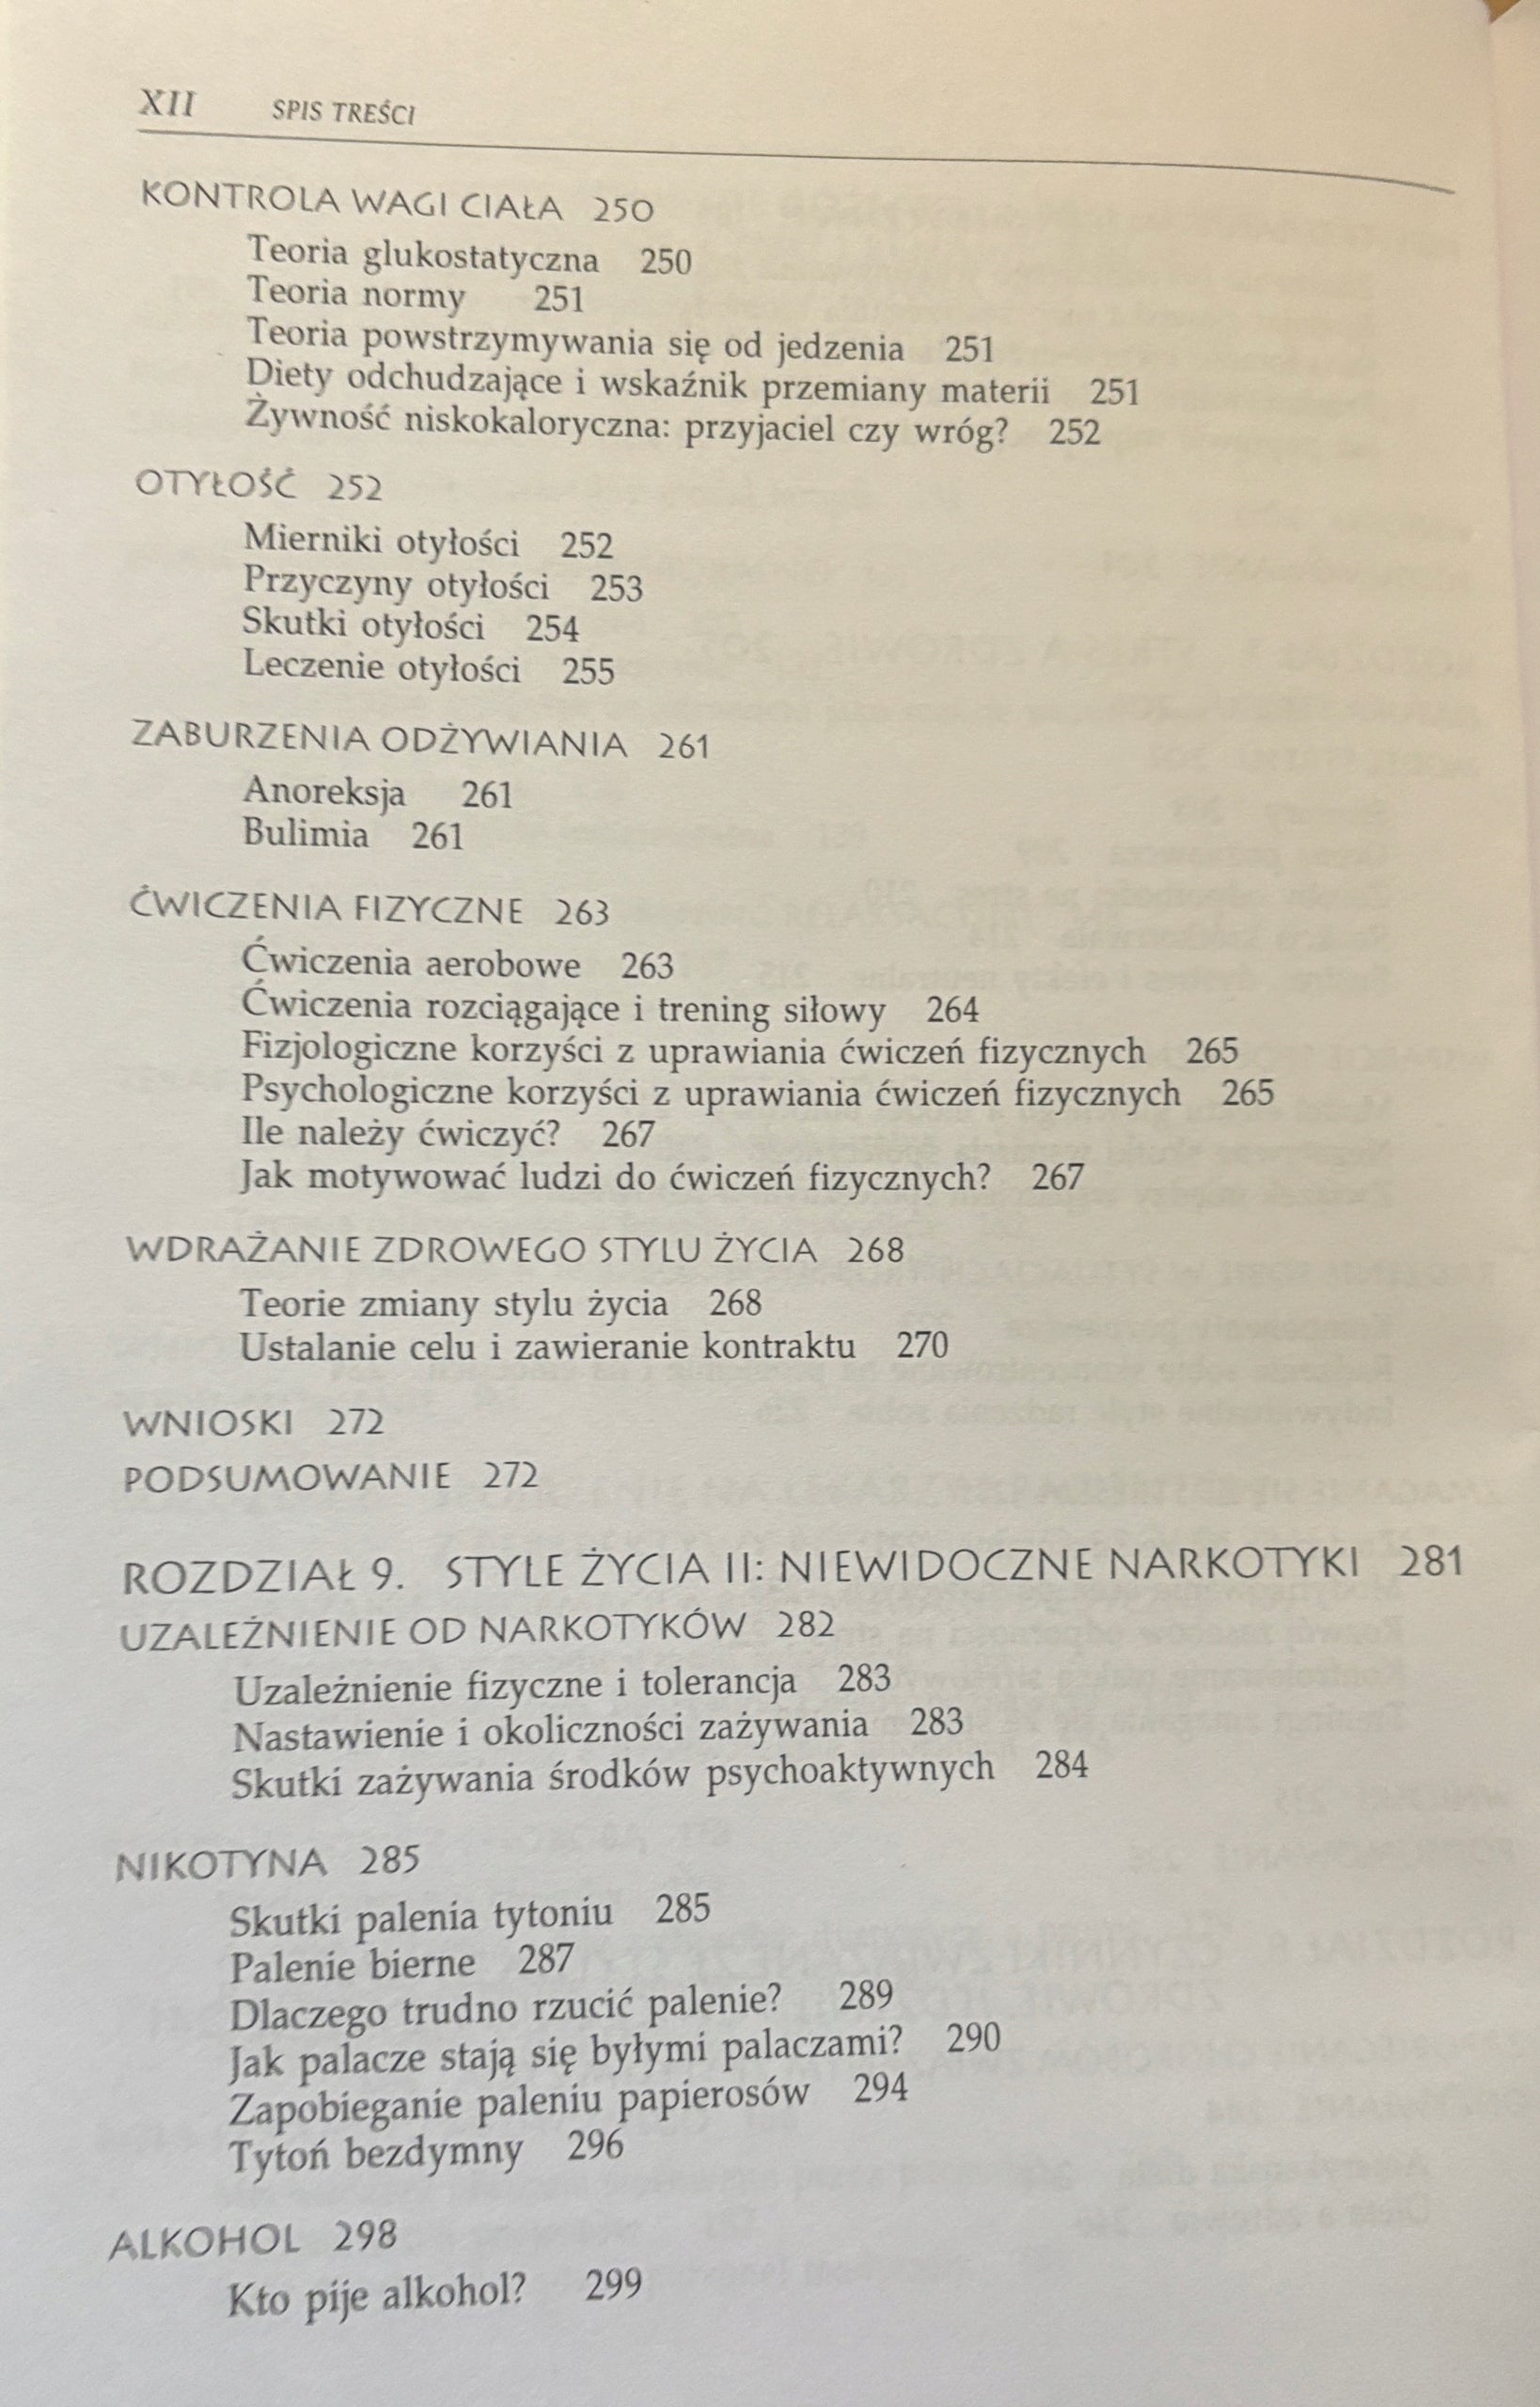 XII SPIS TREŚCI
KONTROLA WAGI CIAŁA 250
Teoria glukostatyczna 250
Teoria normy 251
Teoria powstrzymywania się od jedzenia 251
Diety odchudzające i wskaźnik przemiany materii 251
Żywność niskokaloryczna: przyjaciel czy wróg? 252
OTYŁOŚĆ 252
Mierniki otyłości 252
Przyczyny otyłości 253
Skutki otyłości 254
Leczenie otyłości 255
ZABURZENIA ODŻYWIANIA 261
Anoreksja 261
Bulimia 261
ĆWICZENIA FIZYCZNE 263
Ćwiczenia aerobowe 263
Ćwiczenia rozciągające i trening siłowy 264
Fizjologiczne korzyści z uprawiania ćwiczeń fizycznych 265
Psychologiczne korzyści z uprawiania ćwiczeń fizycznych 265
Ile należy ćwiczyć? 267
Jak motywować ludzi do ćwiczeń fizycznych? 267
WDRAŻANIE ZDROWEGO STYLU ŻYCIA 268
Teorie zmiany stylu życia 268
Ustalanie celu i zawieranie kontraktu 270
WNIOSKI 272
PODSUMOWANIE 272
ROZDZIAŁ 9. STYLE ŻYCIA II: NIEWIDOCZNE NARKOTYKI 281
UZALEŻNIENIE OD NARKOTYKÓW 282
Uzależnienie fizyczne i tolerancja 283
Nastawienie i okoliczności zażywania 283
Skutki zażywania środków psychoaktywnych 284
NIKOTYNA 285
Skutki palenia tytoniu 285
Palenie bierne 287
Dlaczego trudno rzucić palenie? 289
Jak palacze stają się byłymi palaczami? 290
Zapobieganie paleniu papierosów 294
Tytoń bezdymny 296
ALKOHOL 298
Kto pije alkohol? 299